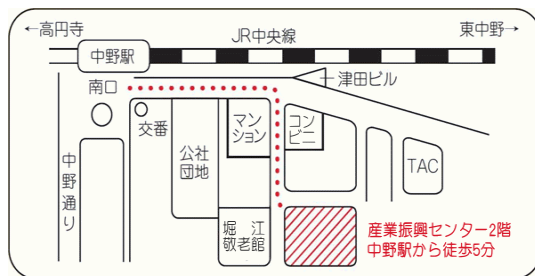 ←高円寺
JR中央線
東中野→
中野駅
南口
津田ビル
交番
マン
ション
コン
ビニ
公社
団地
中野通り
TAC
堀江
敬老館
産業振興センター2階
中野駅から徒歩5分